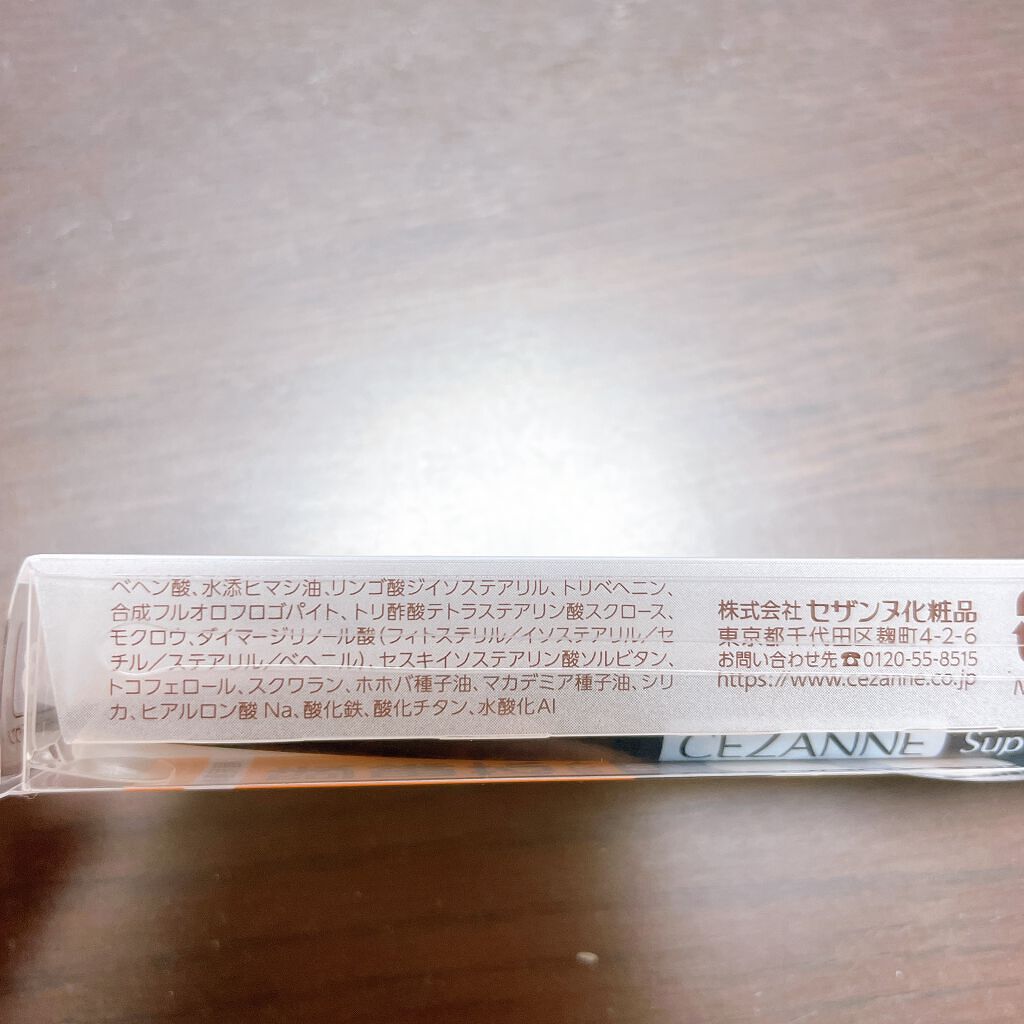 ベヘン酸、水添ヒマシ油、リンゴ酸ジイソステアリル、トリベヘニン、
合成フルオロフロゴパイト、トリ酢酸テトラステアリン酸スクロース、
モクロウ、ダイマージリノール酸(フィトステリル/イソステアリル/セ
チル/ステアリル/ベヘニル)、セスキイソステアリン酸ソルビタン、
トコフェロール、スクワラン、ホホバ種子油、マカデミア種子油、シリ
カ、ヒアルロン酸Na、酸化鉄、酸化チタン、水酸化Al
株式会社 セザンヌ化粧品
東京都千代田区麹町4-2-6
お問い合わせ先☎0120-55-8515
https://www.cezanne.co.jp
CEZANNE